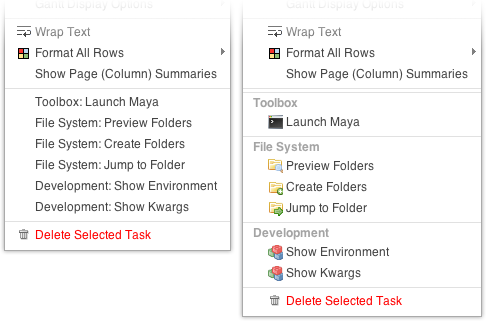 Gantt Display Options
Wrap Text
Format All Rows
Show Page (Column) Summaries
Toolbox: Launch Maya
File System: Preview Folders
File System: Create Folders
File System: Jump to Folder
Development: Show Environment
Development: Show Kwargs
Delete Selected Task
Gantt Display Options
Wrap Text
Format All Rows
Show Page (Column) Summaries
Toolbox
Launch Maya
File System
Preview Folders
Create Folders
Jump to Folder
Development
Show Environment
Show Kwargs
Delete Selected Task